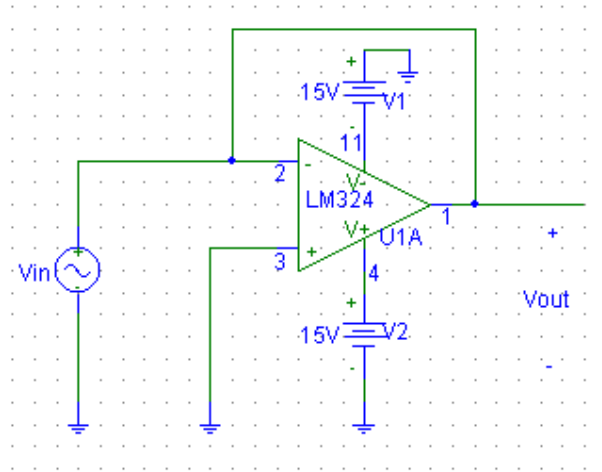 +
15V
V1
-
11
2
-
V-
LM324
V+
U1A
1
3
+
4
+
Vin
+
-
+
15V
V2
-
Vout
-